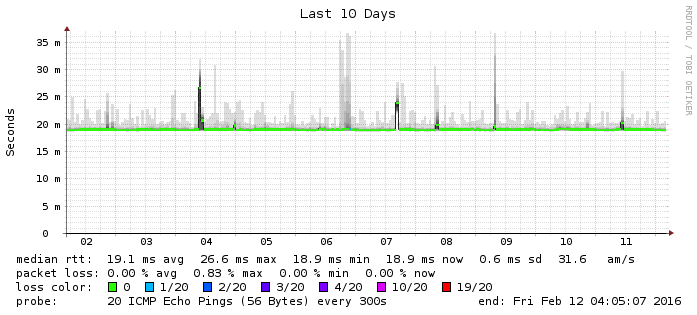 Last 10 Days
RRDTOOL / TOBI OETIKER
Seconds
35 m
30 m
25 m
20 m
15 m
10 m
5 m
0
02 03 04 05 06 07 08 09 10 11
median rtt: 19.1 ms avg 26.6 ms max 18.9 ms min 18.9 ms now 0.6 ms sd 31.6 am/s
packet loss: 0.00 % avg 0.83 % max 0.00 % min 0.00 % now
loss color: 0 1/20 2/20 3/20 4/20 10/20 19/20
probe: 20 ICMP Echo Pings (56 Bytes) every 300s end: Fri Feb 12 04:05:07 2016